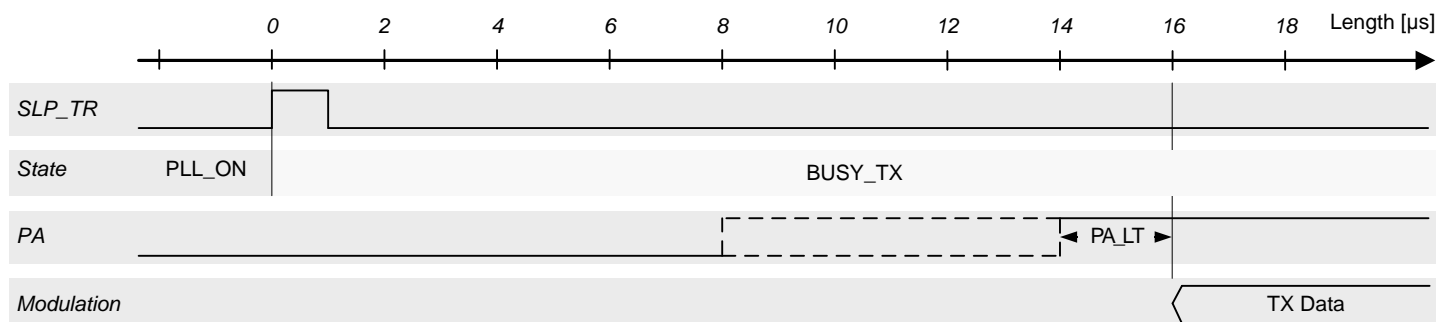 0 2 4 6 8 10 12 14 16 18 Length [µs]
SLP_TR
State PLL_ON BUSY_TX
PA PA_LT
Modulation TX Data